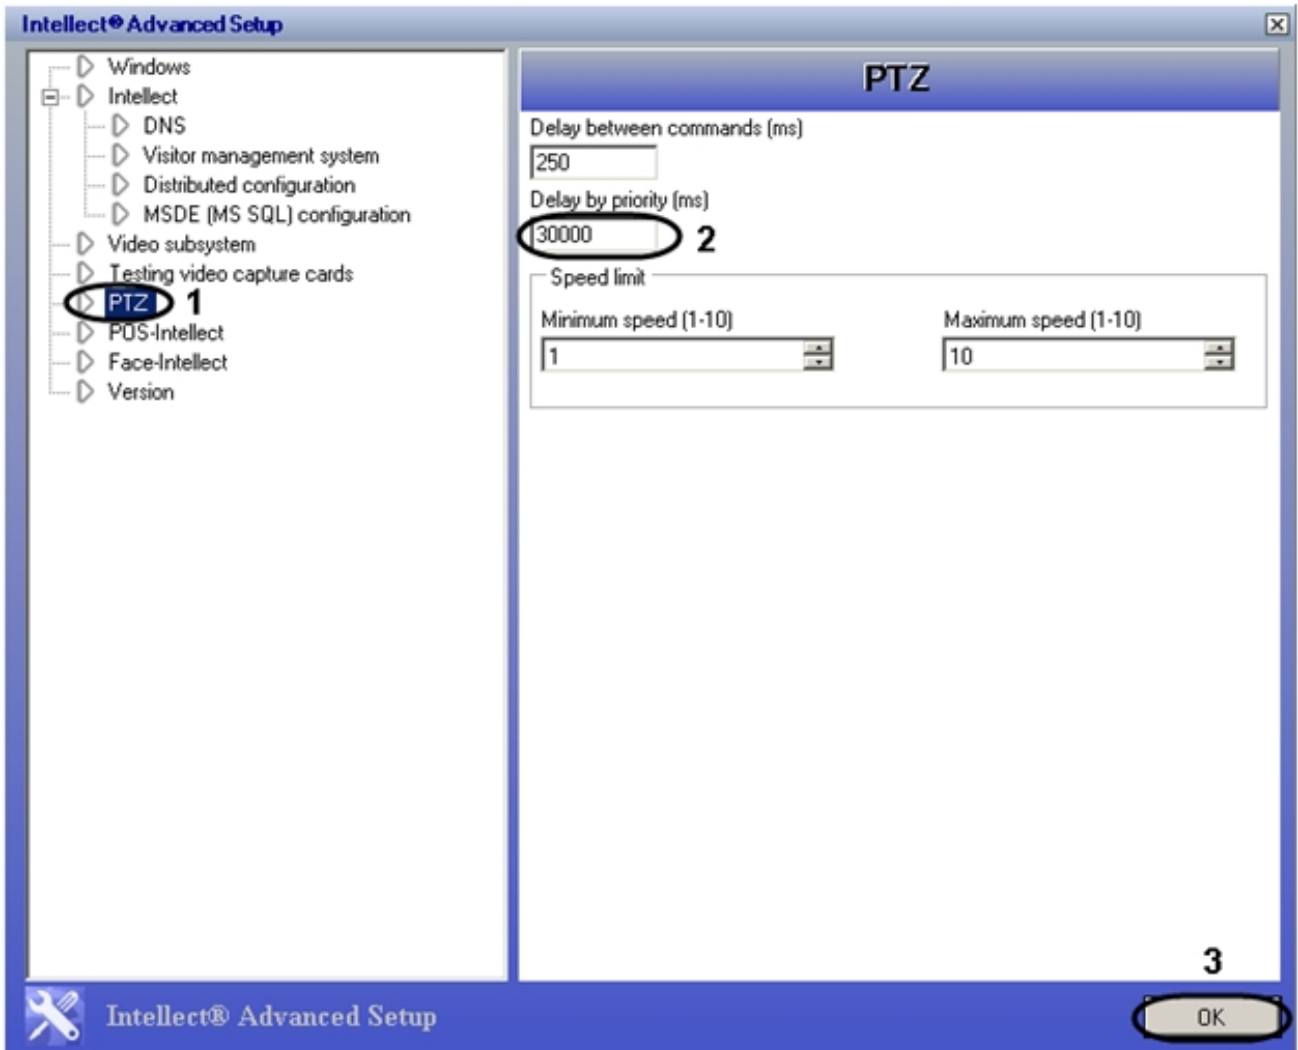 Intellect® Advanced Setup
Windows
Intellect
DNS
Visitor management system
Distributed configuration
MSDE (MS SQL) configuration
Video subsystem
Testing video capture cards
PTZ 1
POS-Intellect
Face-Intellect
Version
PTZ
Delay between commands (ms)
250
Delay by priority (ms)
30000 2
Speed limit
Minimum speed (1-10) Maximum speed (1-10)
1 10
3
Intellect® Advanced Setup
OK